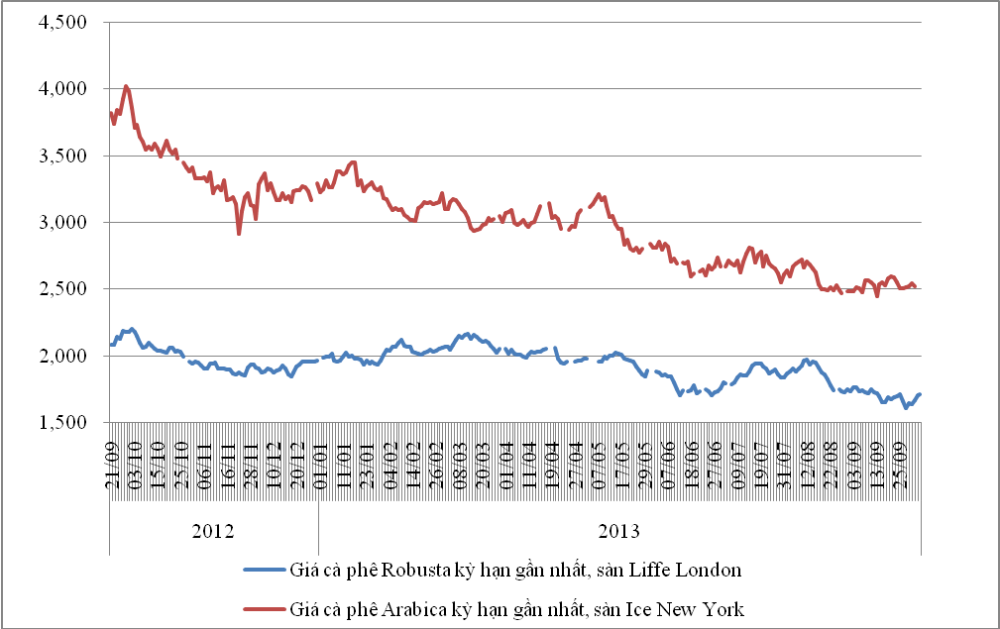 4,500
4,000
3,500
3,000
2,500
2,000
1,500
21/09 03/10 15/10 25/10 06/11 16/11 28/11 10/12 20/12 01/01 11/01 23/01 04/02 14/02 26/02 08/03 20/03 01/04 19/04 27/04 07/05 17/05 29/05 07/06 18/06 27/06 09/07 19/07 31/07 12/08 22/08 03/09 13/09 25/09
2012 2013
Giá cà phê Robusta kỳ hạn gần nhất, sàn Liffe London
Giá cà phê Arabica kỳ hạn gần nhất, sàn Ice New York